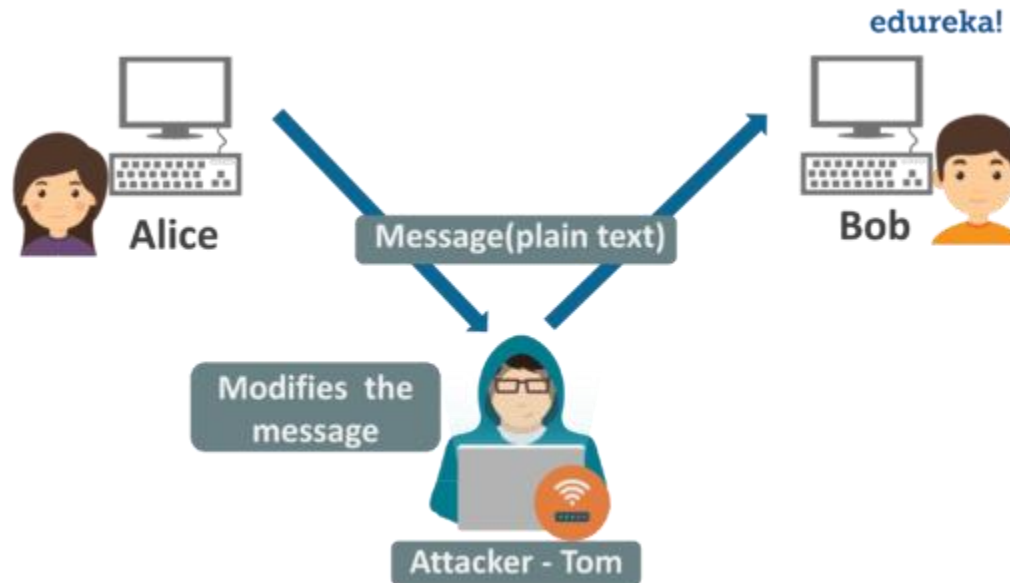 edureka!
Alice
Bob
Message(plain text)
Modifies the
message
Attacker - Tom